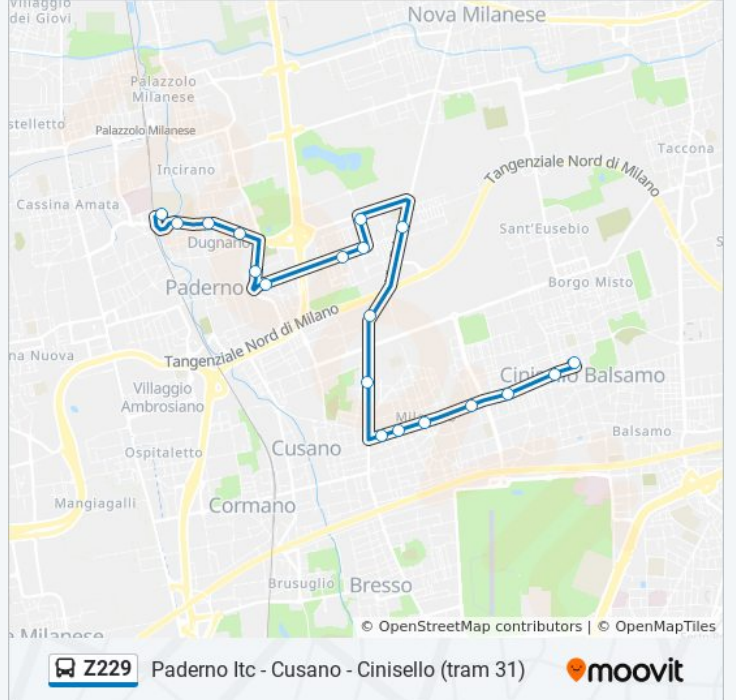 Villaggio
dei Giovi
Nova Milanese
Palazzolo
Milanese
stelletto
Palazzolo Milanese
Tangenziale Nord di Milano
Taccona
Incirano
Cassina Amata
Sant'Eusebio
S
Dugnano
Paderno
Borgo Misto
Tangenziale Nord di Milano
na Nuova
Villaggio
Ambrosiano
Cinisello Balsamo
Balsamo
Cusano
Ospitaletto
Mangiagalli
Cormano
Brusuglio
Bresso
© OpenStreetMap contributors | © OpenMapTiles
e Milanese
Z229
Paderno Itc - Cusano - Cinisello (tram 31)
moovit